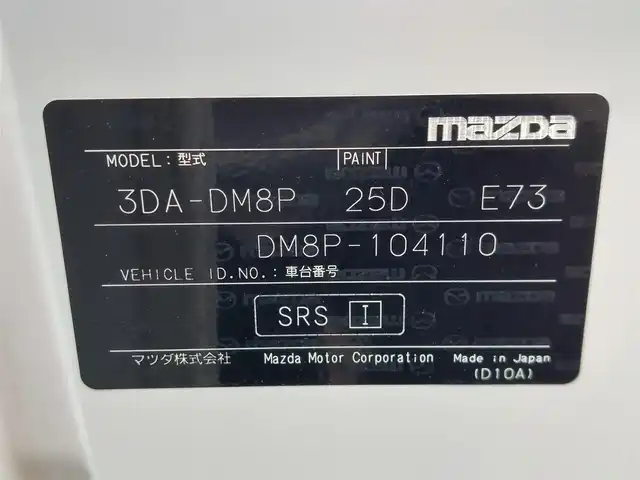 mazda
MODEL: 型式 PAINT
3DA-DM8P 25D E73
DM8P-104110
VEHICLE ID.NO.: 車台番号
SRS I
マツダ株式会社 Mazda Motor Corporation Made in Japan
(D10A)